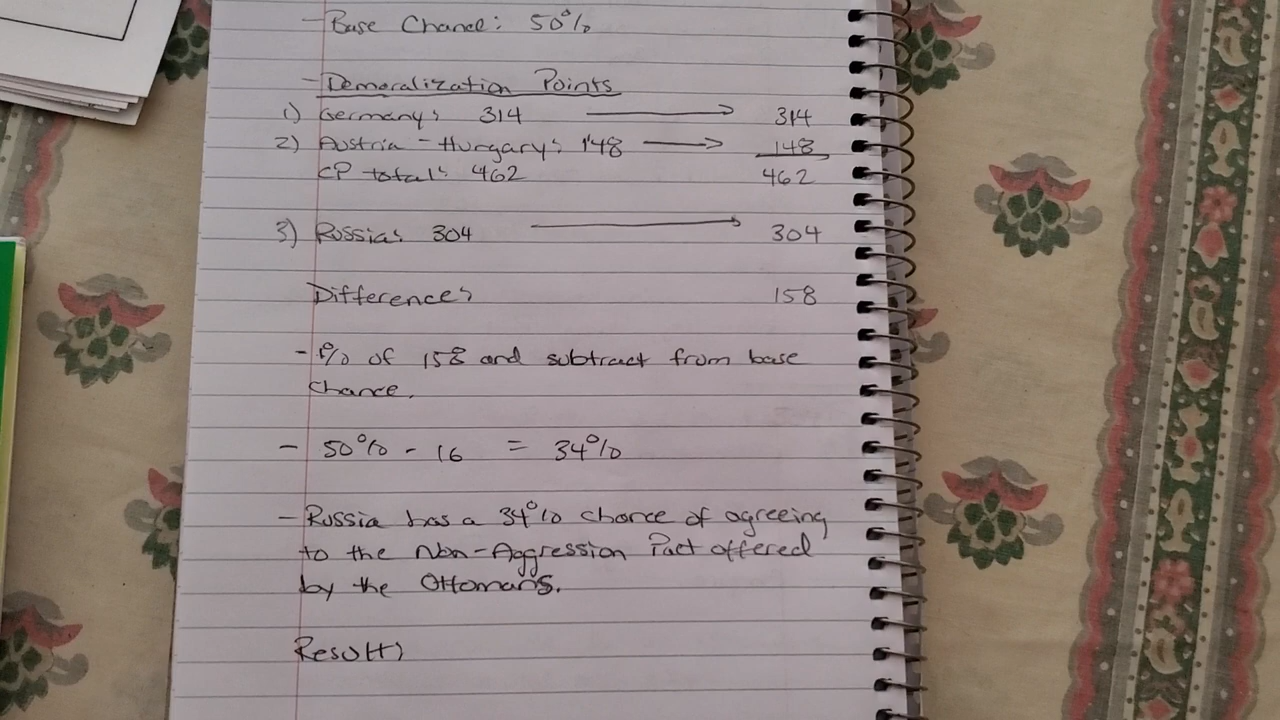 - Base Chance: 50%
- Demoralization Points
1) Germany: 314 → 314
2) Austria-Hungary: 148 → 148
CP total: 462 462
3) Russia: 304 → 304
Difference: 158
- % of 158 and subtract from base
chance.
- 50% - 16 = 34%
- Russia has a 34% chance of agreeing
to the Non-Aggression Pact offered
by the Ottomans.
Result: